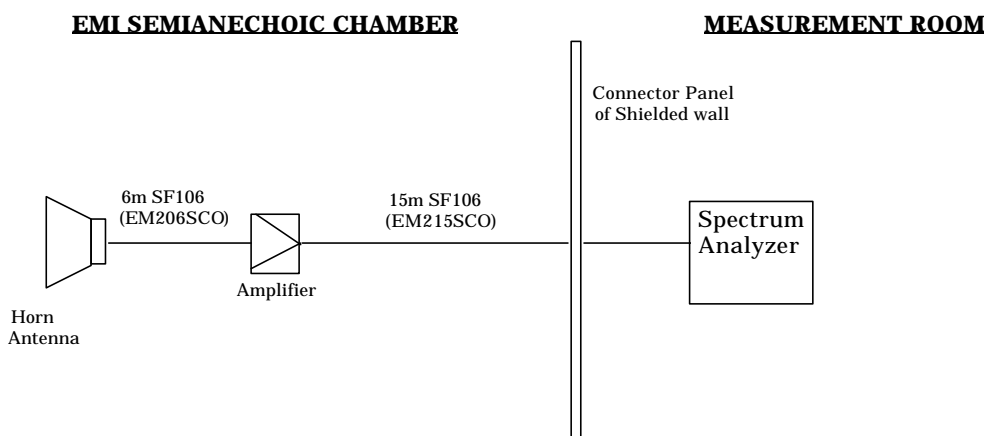 EMI SEMIANECHOIC CHAMBER
MEASUREMENT ROOM
Connector Panel
of Shielded wall
6m SF106
(EM206SCO)
15m SF106
(EM215SCO)
Spectrum
Analyzer
Amplifier
Horn
Antenna